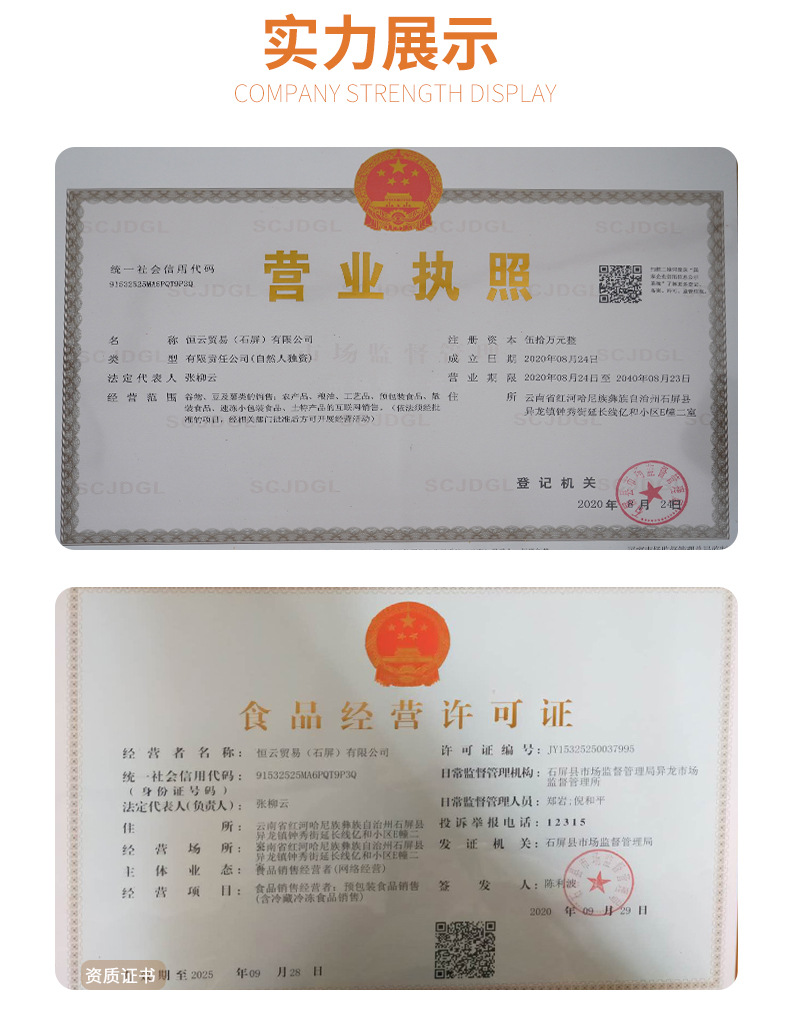 实力展示
COMPANY STRENGTH DISPLAY
统一社会信用代码
91532525MA6PQT9P3Q
营业执照
名 称 恒云贸易（石屏）有限公司
类 型 有限责任公司(自然人独资)
法定代表人 张柳云
经营范围 谷物、豆及薯类的销售；农产品、粮油、工艺品、预包装食品、散
装食品、速冻小包装食品、土特产品的互联网销售。（依法须经批
准的项目，经相关部门批准后方可开展经营活动）
注册资本 伍拾万元整
成立日期 2020年08月24日
营业期限 2020年08月24日至 2040年08月23日
住 所 云南省红河哈尼族彝族自治州石屏县
异龙镇钟秀街延长线亿和小区E幢二室
登记机关
2020年 8月 24日
SCJDGL
食品经营许可证
经营者名称： 恒云贸易（石屏）有限公司
统一社会信用代码： 91532525MA6PQT9P3Q
(身份证号码)
法定代表人(负责人)： 张柳云
住 所： 云南省红河哈尼族彝族自治州石屏县
异龙镇钟秀街延长线亿和小区E幢二
经营场所： 云南省红河哈尼族彝族自治州石屏县
异龙镇钟秀街延长线亿和小区E幢二
主体业态： 食品销售经营者(网络经营)
经营项目： 食品销售经营者：预包装食品销售
(含冷藏冷冻食品销售)
许可证编号： JY15325250037995
日常监督管理机构： 石屏县市场监督管理局异龙市场
监督管理所
日常监督管理人员： 郑岩;倪和平
投诉举报电话：12315
发证机关： 石屏县市场监督管理局
签发人： 陈利波
2020 年 09 月 29 日
期至 2025 年 09 月 28 日
资质证书